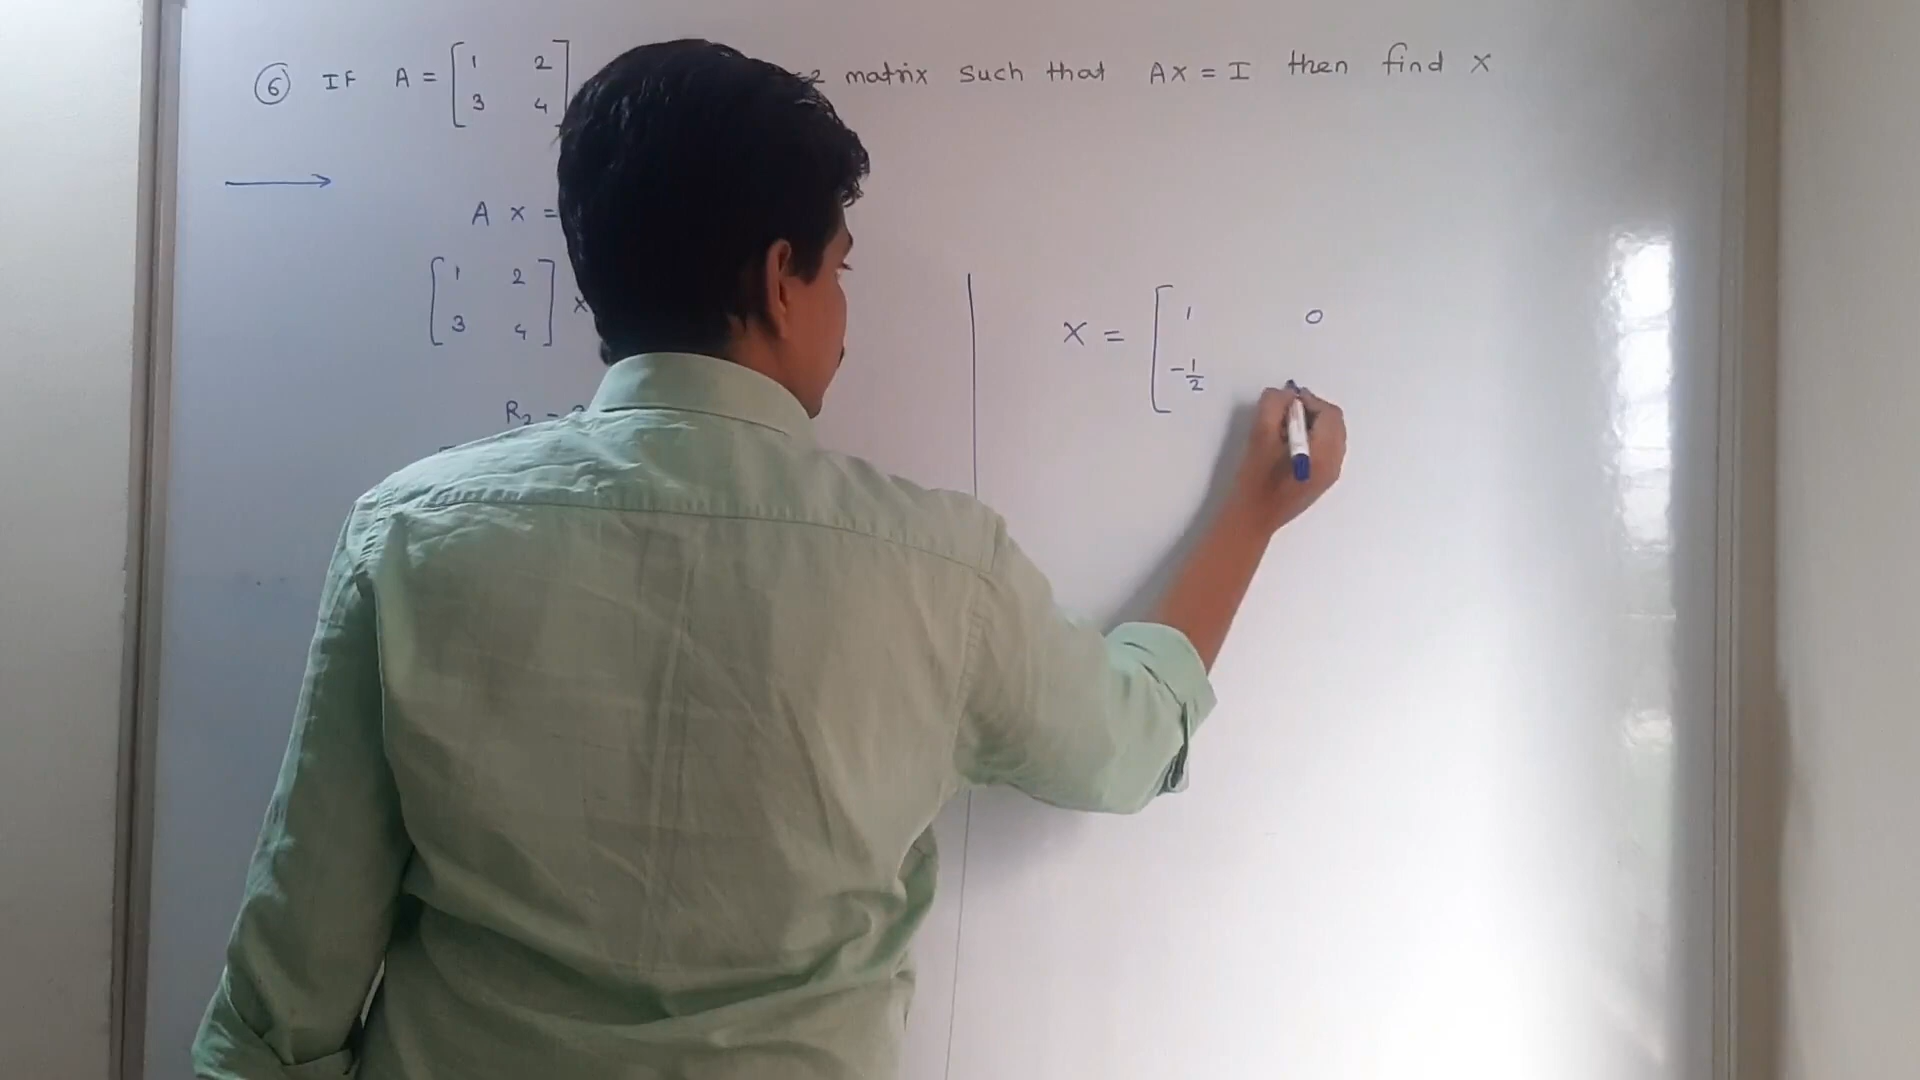 ⑥ IF A = [ 1 2 2 matrix such that AX = I then find X
3 4 ]
A x =
[ 1 2
3 4 ] x
R₂ -
X = [ 1 0
-1/2